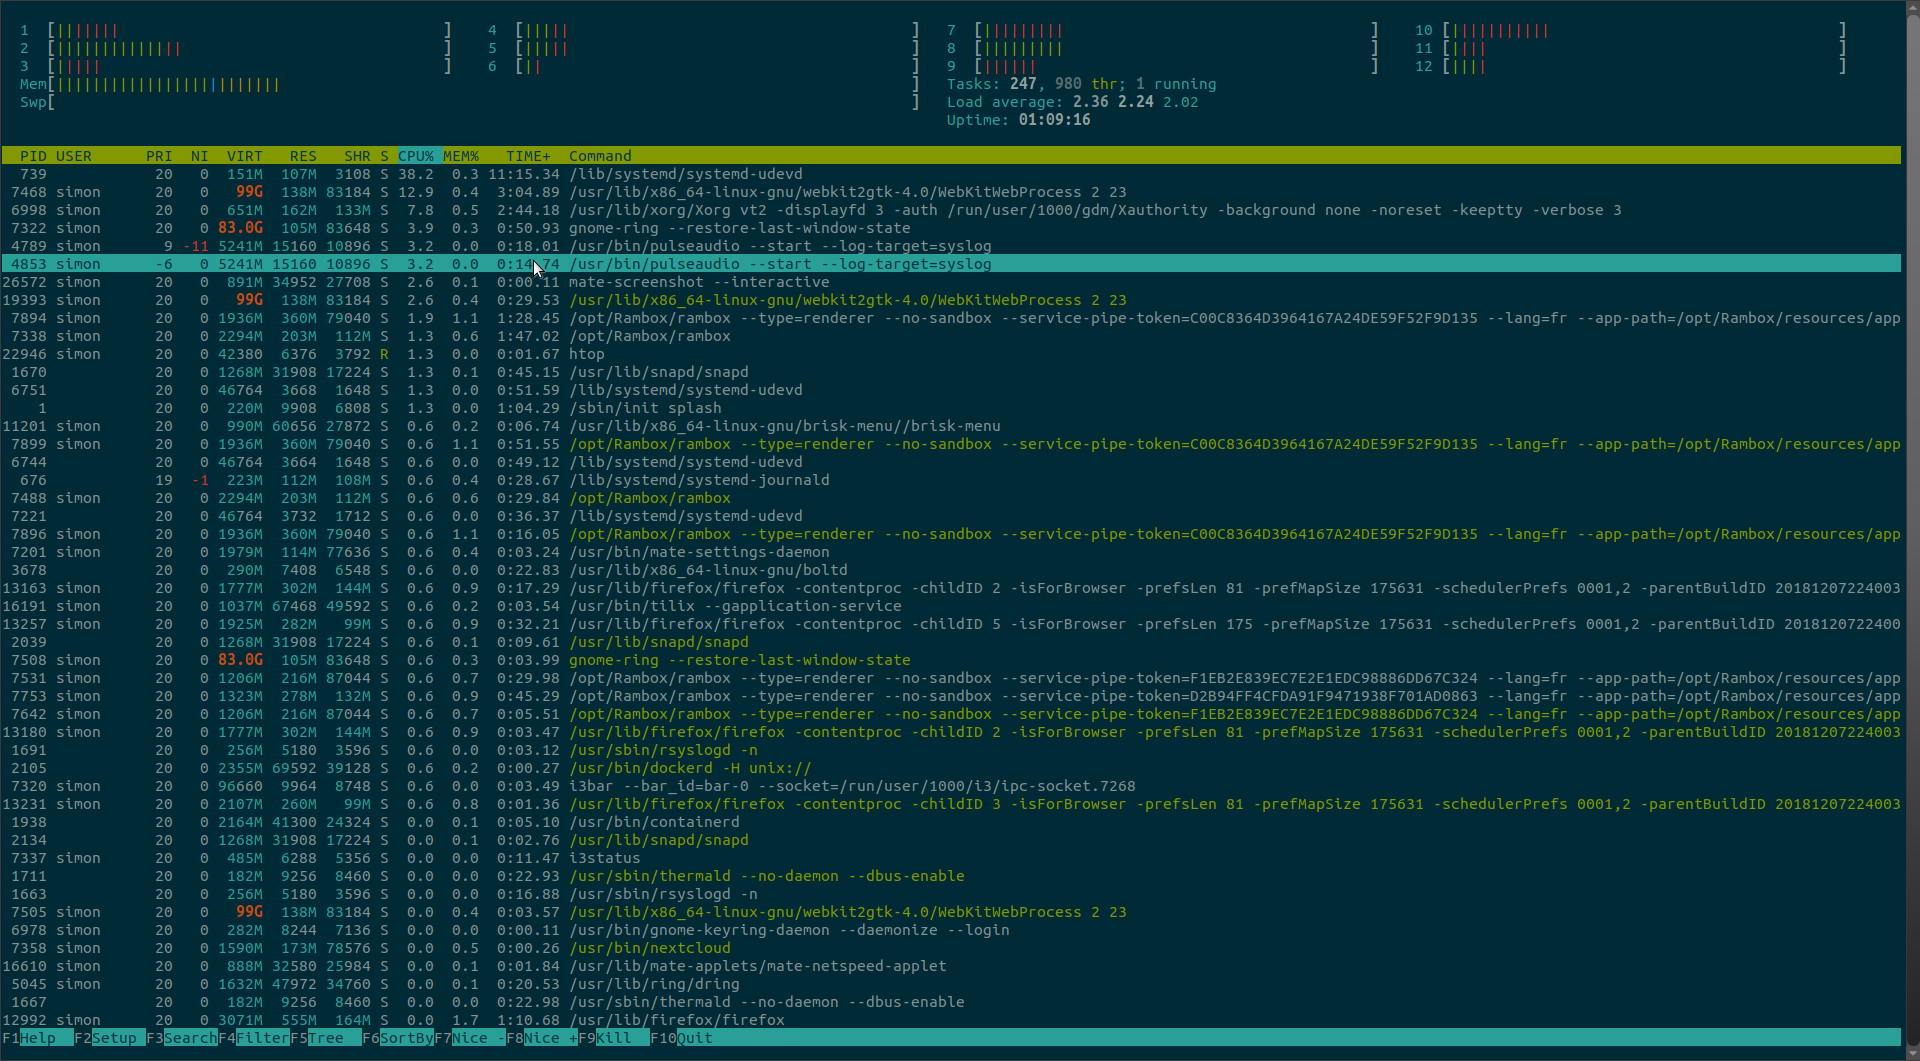 1 [||||||| ] 4 [||||| ] 7 [||||||||| ] 10 [||||||||||| ]
2 [|||||||||||||| ] 5 [||||| ] 8 [||||||||| ] 11 [|||| ]
3 [||||| ] 6 [|| ] 9 [|||||| ] 12 [|||| ]
Mem[||||||||||||||||||||||||| ] Tasks: 247, 980 thr; 1 running
Swp[ ] Load average: 2.36 2.24 2.02
Uptime: 01:09:16
PID USER PRI NI VIRT RES SHR S CPU% MEM% TIME+ Command
739 20 0 151M 107M 3108 S 38.2 0.3 11:15.34 /lib/systemd/systemd-udevd
7468 simon 20 0 99G 138M 83184 S 12.9 0.4 3:04.89 /usr/lib/x86_64-linux-gnu/webkit2gtk-4.0/WebKitWebProcess 2 23
6998 simon 20 0 651M 162M 133M S 7.8 0.5 2:44.18 /usr/lib/xorg/Xorg vt2 -displayfd 3 -auth /run/user/1000/gdm/Xauthority -background none -noreset -keeptty -verbose 3
7322 simon 20 0 83.0G 105M 83648 S 3.9 0.3 0:50.93 gnome-ring --restore-last-window-state
4789 simon 9 -11 5241M 15160 10896 S 3.2 0.0 0:18.01 /usr/bin/pulseaudio --start --log-target=syslog
4853 simon -6 0 5241M 15160 10896 S 3.2 0.0 0:14.74 /usr/bin/pulseaudio --start --log-target=syslog
26572 simon 20 0 891M 34952 27708 S 2.6 0.1 0:00.11 mate-screenshot --interactive
19393 simon 20 0 99G 138M 83184 S 2.6 0.4 0:29.53 /usr/lib/x86_64-linux-gnu/webkit2gtk-4.0/WebKitWebProcess 2 23
7894 simon 20 0 1936M 360M 79040 S 1.9 1.1 1:28.45 /opt/Rambox/rambox --type=renderer --no-sandbox --service-pipe-token=C00C8364D3964167A24DE59F52F9D135 --lang=fr --app-path=/opt/Rambox/resources/app
7338 simon 20 0 2294M 203M 112M S 1.3 0.6 1:47.02 /opt/Rambox/rambox
22946 simon 20 0 42380 6376 3792 R 1.3 0.0 0:01.67 htop
1670 20 0 1268M 31908 17224 S 1.3 0.1 0:45.15 /usr/lib/snapd/snapd
6751 20 0 46764 3668 1648 S 1.3 0.0 0:51.59 /lib/systemd/systemd-udevd
1 20 0 220M 9908 6808 S 1.3 0.0 1:04.29 /sbin/init splash
11201 simon 20 0 990M 60656 27872 S 0.6 0.2 0:06.74 /usr/lib/x86_64-linux-gnu/brisk-menu//brisk-menu
7899 simon 20 0 1936M 360M 79040 S 0.6 1.1 0:51.55 /opt/Rambox/rambox --type=renderer --no-sandbox --service-pipe-token=C00C8364D3964167A24DE59F52F9D135 --lang=fr --app-path=/opt/Rambox/resources/app
6744 20 0 46764 3664 1648 S 0.6 0.0 0:49.12 /lib/systemd/systemd-udevd
676 19 -1 223M 112M 108M S 0.6 0.4 0:28.67 /lib/systemd/systemd-journald
7488 simon 20 0 2294M 203M 112M S 0.6 0.6 0:29.84 /opt/Rambox/rambox
7221 20 0 46764 3732 1712 S 0.6 0.0 0:36.37 /lib/systemd/systemd-udevd
7896 simon 20 0 1936M 360M 79040 S 0.6 1.1 0:16.05 /opt/Rambox/rambox --type=renderer --no-sandbox --service-pipe-token=C00C8364D3964167A24DE59F52F9D135 --lang=fr --app-path=/opt/Rambox/resources/app
7201 simon 20 0 1979M 114M 77636 S 0.6 0.4 0:03.24 /usr/bin/mate-settings-daemon
3678 20 0 290M 7408 6548 S 0.6 0.0 0:22.83 /usr/lib/x86_64-linux-gnu/boltd
13163 simon 20 0 1777M 302M 144M S 0.6 0.9 0:17.29 /usr/lib/firefox/firefox -contentproc -childID 2 -isForBrowser -prefsLen 81 -prefMapSize 175631 -schedulerPrefs 0001,2 -parentBuildID 20181207224003
16191 simon 20 0 1037M 67468 49592 S 0.6 0.2 0:03.54 /usr/bin/tilix --gapplication-service
13257 simon 20 0 1925M 282M 99M S 0.6 0.9 0:32.21 /usr/lib/firefox/firefox -contentproc -childID 5 -isForBrowser -prefsLen 175 -prefMapSize 175631 -schedulerPrefs 0001,2 -parentBuildID 2018120722400
2039 20 0 1268M 31908 17224 S 0.6 0.1 0:09.61 /usr/lib/snapd/snapd
7508 simon 20 0 83.0G 105M 83648 S 0.6 0.3 0:03.99 gnome-ring --restore-last-window-state
7531 simon 20 0 1206M 216M 87044 S 0.6 0.7 0:29.98 /opt/Rambox/rambox --type=renderer --no-sandbox --service-pipe-token=F1EB2E839EC7E2E1EDC98886DD67C324 --lang=fr --app-path=/opt/Rambox/resources/app
7753 simon 20 0 1323M 278M 132M S 0.6 0.9 0:45.29 /opt/Rambox/rambox --type=renderer --no-sandbox --service-pipe-token=D2B94FF4CFDA91F9471938F701AD0863 --lang=fr --app-path=/opt/Rambox/resources/app
7642 simon 20 0 1206M 216M 87044 S 0.6 0.7 0:05.51 /opt/Rambox/rambox --type=renderer --no-sandbox --service-pipe-token=F1EB2E839EC7E2E1EDC98886DD67C324 --lang=fr --app-path=/opt/Rambox/resources/app
13180 simon 20 0 1777M 302M 144M S 0.6 0.9 0:03.47 /usr/lib/firefox/firefox -contentproc -childID 2 -isForBrowser -prefsLen 81 -prefMapSize 175631 -schedulerPrefs 0001,2 -parentBuildID 20181207224003
1691 20 0 256M 5180 3596 S 0.6 0.0 0:03.12 /usr/sbin/rsyslogd -n
2105 20 0 2355M 69592 39128 S 0.6 0.2 0:00.27 /usr/bin/dockerd -H unix://
7320 simon 20 0 96660 9964 8748 S 0.6 0.0 0:03.49 i3bar --bar_id=bar-0 --socket=/run/user/1000/i3/ipc-socket.7268
13231 simon 20 0 2107M 260M 99M S 0.6 0.8 0:01.36 /usr/lib/firefox/firefox -contentproc -childID 3 -isForBrowser -prefsLen 81 -prefMapSize 175631 -schedulerPrefs 0001,2 -parentBuildID 20181207224003
1938 20 0 2164M 41300 24324 S 0.0 0.1 0:05.10 /usr/bin/containerd
2134 20 0 1268M 31908 17224 S 0.0 0.1 0:02.76 /usr/lib/snapd/snapd
7337 simon 20 0 485M 6288 5356 S 0.0 0.0 0:11.47 i3status
1711 20 0 182M 9256 8460 S 0.0 0.0 0:22.93 /usr/sbin/thermald --no-daemon --dbus-enable
1663 20 0 256M 5180 3596 S 0.0 0.0 0:16.88 /usr/sbin/rsyslogd -n
7505 simon 20 0 99G 138M 83184 S 0.0 0.4 0:03.57 /usr/lib/x86_64-linux-gnu/webkit2gtk-4.0/WebKitWebProcess 2 23
6978 simon 20 0 282M 8244 7136 S 0.0 0.0 0:00.11 /usr/bin/gnome-keyring-daemon --daemonize --login
7358 simon 20 0 1590M 173M 78576 S 0.0 0.5 0:00.26 /usr/bin/nextcloud
16610 simon 20 0 888M 32580 25984 S 0.0 0.1 0:01.84 /usr/lib/mate-applets/mate-netspeed-applet
5045 simon 20 0 1632M 47972 34760 S 0.0 0.1 0:20.53 /usr/lib/ring/dring
1667 20 0 182M 9256 8460 S 0.0 0.0 0:22.98 /usr/sbin/thermald --no-daemon --dbus-enable
12992 simon 20 0 3071M 555M 164M S 0.0 1.7 1:10.68 /usr/lib/firefox/firefox
F1Help F2Setup F3SearchF4FilterF5Tree F6SortByF7Nice -F8Nice +F9Kill F10Quit